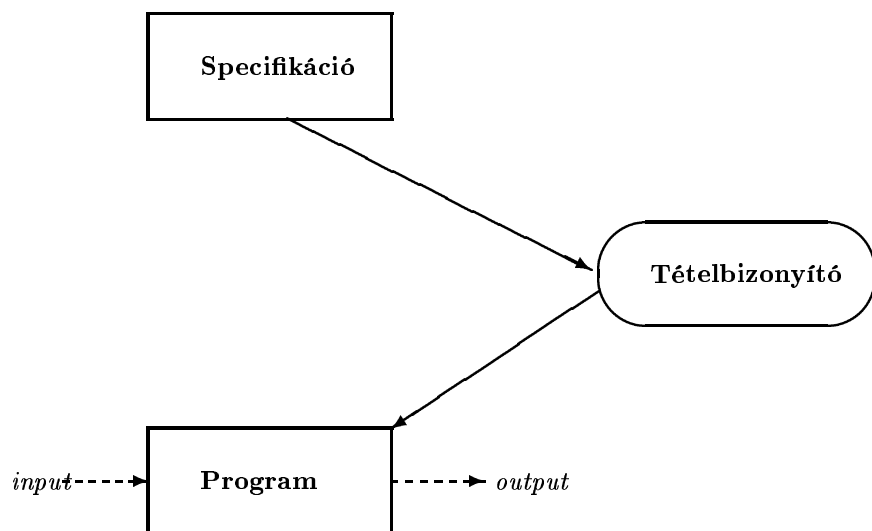 Specifikáció
Tételbizonyító
input
Program
output